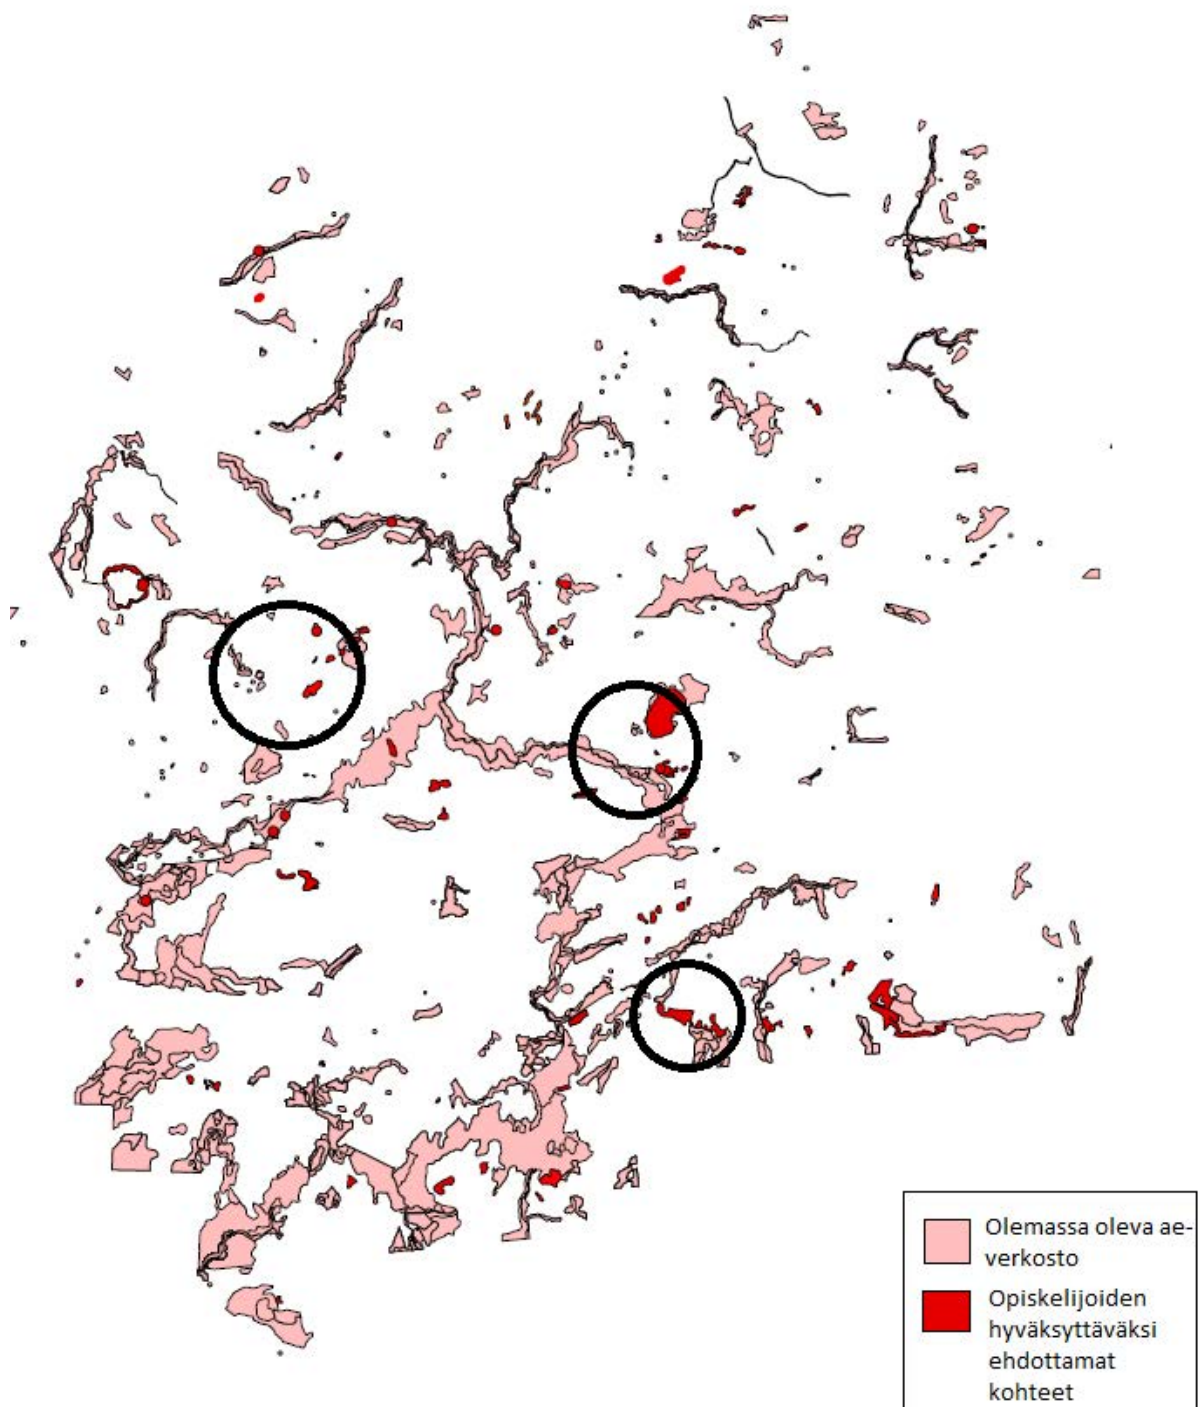 Olemassa oleva ae-
verkosto
Opiskelijoiden
hyväksyttäväksi
ehdottamat
kohteet